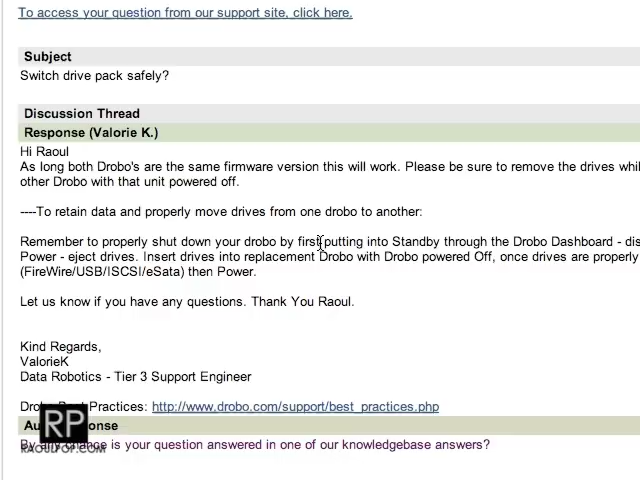 To access your question from our support site, click here.
Subject
Switch drive pack safely?
Discussion Thread
Response (Valorie K.)
Hi Raoul
As long both Drobo's are the same firmware version this will work. Please be sure to remove the drives whil
other Drobo with that unit powered off.
----To retain data and properly move drives from one drobo to another:
Remember to properly shut down your drobo by first putting into Standby through the Drobo Dashboard - dis
Power - eject drives. Insert drives into replacement Drobo with Drobo powered Off, once drives are properly
(FireWire/USB/ISCSI/eSata) then Power.
Let us know if you have any questions. Thank You Raoul.
Kind Regards,
ValorieK
Data Robotics - Tier 3 Support Engineer
Practices: http://www.drobo.com/support/best_practices.php
RP
By any chance is your question answered in one of our knowledgebase answers?
RAOULPOP.COM